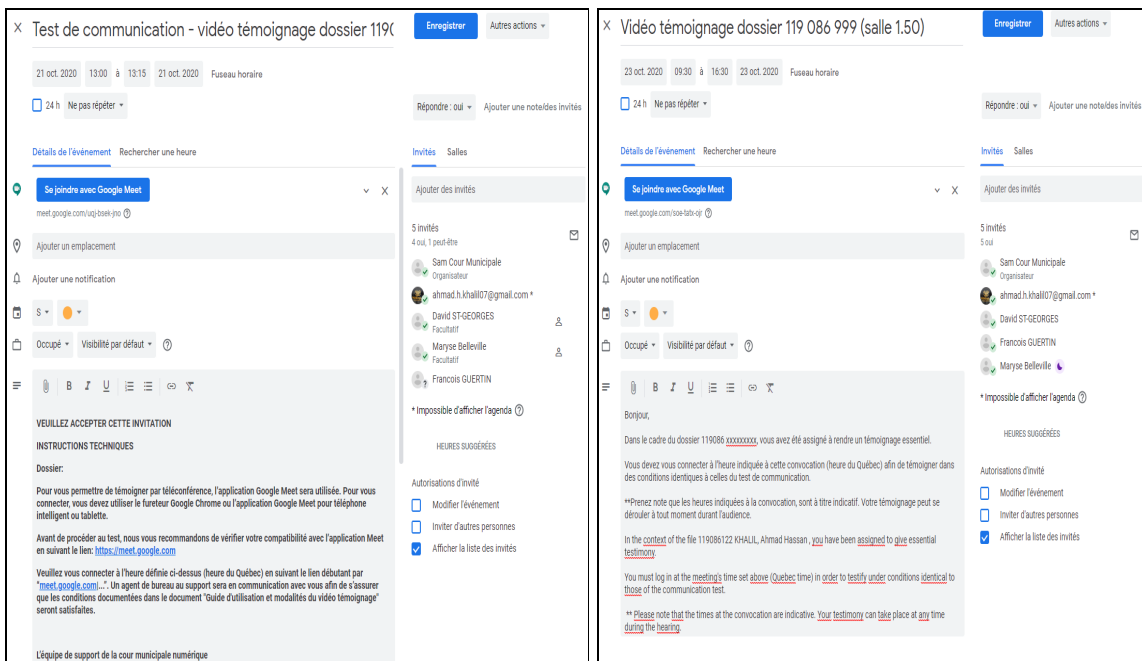 Test de communication - vidéo témoignage dossier 119(
Enregistrer
Autres actions
21 oct. 2020 13:00 à 13:15 21 oct. 2020 Fuseau horaire
24 h Ne pas répéter
Répondre : oui Ajouter une note/des invités
Détails de l'événement Rechercher une heure
Invités Salles
Se joindre avec Google Meet
meet.google.com/uqj-bsek-jno
Ajouter un emplacement
Ajouter une notification
S
Occupé Visibilité par défaut
B I U
VEUILLEZ ACCEPTER CETTE INVITATION
INSTRUCTIONS TECHNIQUES
Dossier:
Pour vous permettre de témoigner par téléconférence, l'application Google Meet sera utilisée. Pour vous
connecter, vous devez utiliser le fureteur Google Chrome ou l'application Google Meet pour téléphone
intelligent ou tablette.
Avant de procéder au test, nous vous recommandons de vérifier votre compatibilité avec l'application Meet
en suivant le lien: https://meet.google.com
Veuillez vous connecter à l'heure définie ci-dessus (heure du Québec) en suivant le lien débutant par
"meet.google.com|...". Un agent de bureau au support sera en communication avec vous afin de s'assurer
que les conditions documentées dans le document "Guide d'utilisation et modalités du vidéo témoignage"
seront satisfaites.
L'équipe de support de la cour municipale numérique
Ajouter des invités
5 invités
4 oui, 1 peut-être
Sam Cour Municipale
Organisateur
ahmad.h.khalil07@gmail.com *
David ST-GEORGES
Facultatif
Maryse Belleville
Facultatif
Francois GUERTIN
* Impossible d'afficher l'agenda
HEURES SUGGÉRÉES
Autorisations d'invité
Modifier l'événement
Inviter d'autres personnes
Afficher la liste des invités
Vidéo témoignage dossier 119 086 999 (salle 1.50)
Enregistrer
Autres actions
23 oct. 2020 09:30 à 16:30 23 oct. 2020 Fuseau horaire
24 h Ne pas répéter
Répondre : oui Ajouter une note/des invités
Détails de l'événement Rechercher une heure
Invités Salles
Se joindre avec Google Meet
meet.google.com/soe-tatx-ojr
Ajouter un emplacement
Ajouter une notification
S
Occupé Visibilité par défaut
B I U
Bonjour,
Dans le cadre du dossier 119086 xxxxxxxxx, vous avez été assigné à rendre un témoignage essentiel.
Vous devez vous connecter à l'heure indiquée à cette convocation (heure du Québec) afin de témoigner dans
des conditions identiques à celles du test de communication.
**Prenez note que les heures indiquées à la convocation, sont à titre indicatif. Votre témoignage peut se
dérouler à tout moment durant l'audience.
In the context of the file 119086122 KHALIL, Ahmad Hassan , you have been assigned to give essential
testimony.
You must log in at the meeting's time set above (Quebec time) in order to testify under conditions identical to
those of the communication test.
** Please note that the times at the convocation are indicative. Your testimony can take place at any time
during the hearing.
Ajouter des invités
5 invités
5 oui
Sam Cour Municipale
Organisateur
ahmad.h.khalil07@gmail.com *
David ST-GEORGES
Francois GUERTIN
Maryse Belleville
* Impossible d'afficher l'agenda
HEURES SUGGÉRÉES
Autorisations d'invité
Modifier l'événement
Inviter d'autres personnes
Afficher la liste des invités